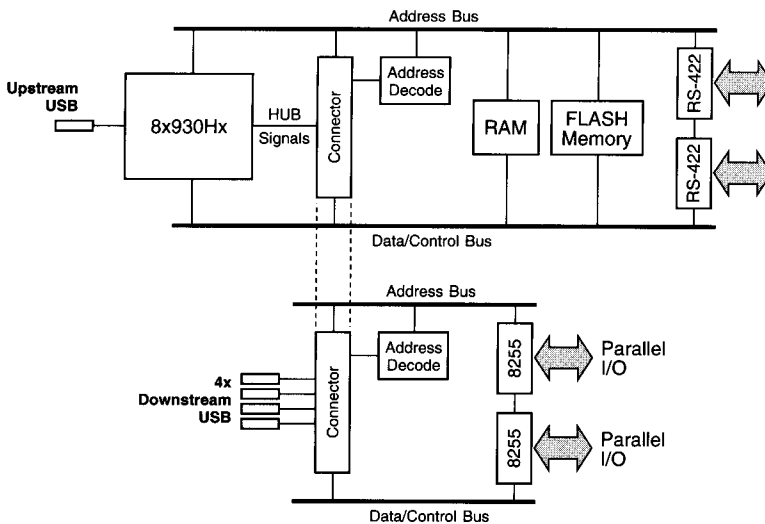 Address Bus
Upstream
USB
8x930Hx
HUB
Signals
Connector
Address
Decode
RAM
FLASH
Memory
RS-422
RS-422
Data/Control Bus
Address Bus
4x
Downstream
USB
Connector
Address
Decode
8255
Parallel
I/O
8255
Parallel
I/O
Data/Control Bus